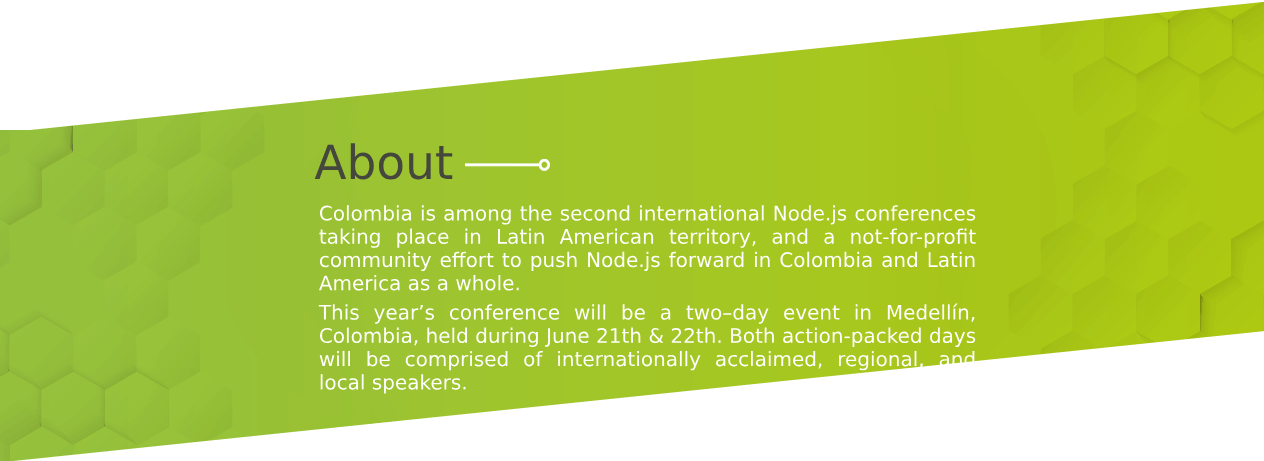 About
Colombia is among the second international Node.js conferences
taking place in Latin American territory, and a not-for-profit
community effort to push Node.js forward in Colombia and Latin
America as a whole.
This year’s conference will be a two–day event in Medellín,
Colombia, held during June 21th & 22th. Both action-packed days
will be comprised of internationally acclaimed, regional, and
local speakers.